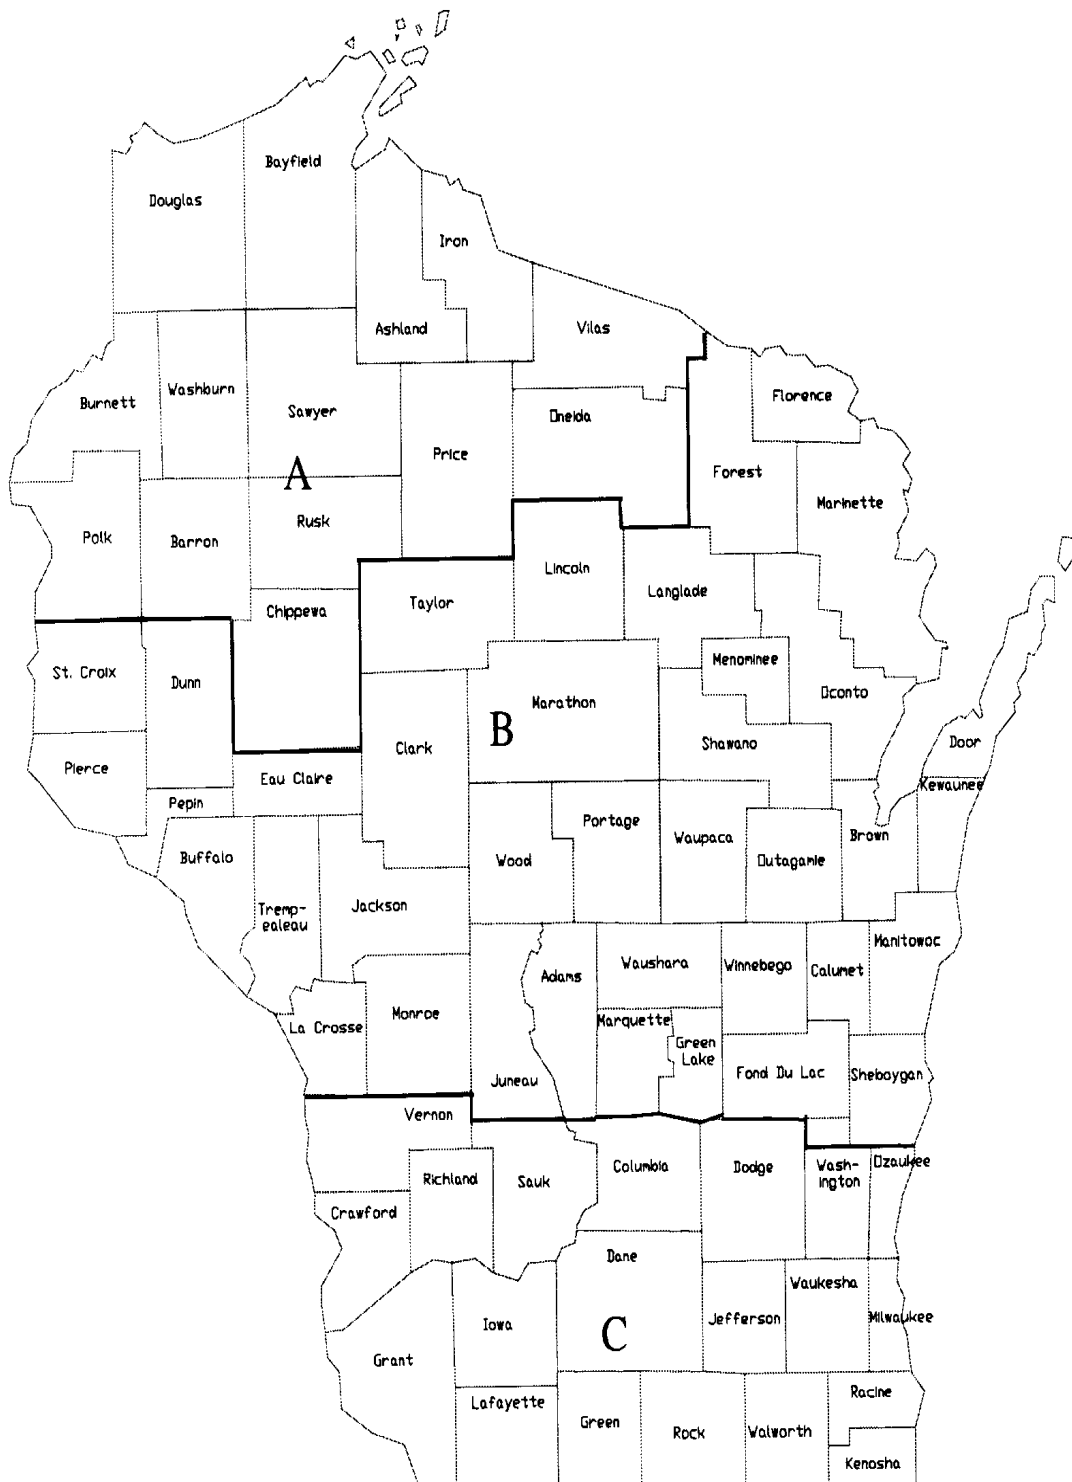 Bayfield
Douglas
Iron
Ashland
Vilas
Burnett
Washburn
Sawyer
Florence
Oneida
Price
Forest
A
Marinette
Polk
Barron
Rusk
Lincoln
Langlade
Taylor
Chippewa
St. Croix
Dunn
Menominee
Oconto
Marathon
B
Clark
Shawano
Door
Pierce
Eau Claire
Kewaunee
Pepin
Portage
Brown
Waupaca
Buffalo
Wood
Outagamie
Jackson
Tremp-
ealeau
Manitowoc
Adams
Waushara
Winnebego
Calumet
Monroe
La Crosse
Marquette
Green
Lake
Juneau
Fond Du Lac
Sheboygan
Vernon
Columbia
Dodge
Wash-
ington
Ozaukee
Richland
Sauk
Crawford
Dane
Waukesha
Iowa
C
Jefferson
Milwaukee
Grant
Racine
Lafayette
Green
Rock
Walworth
Kenosha